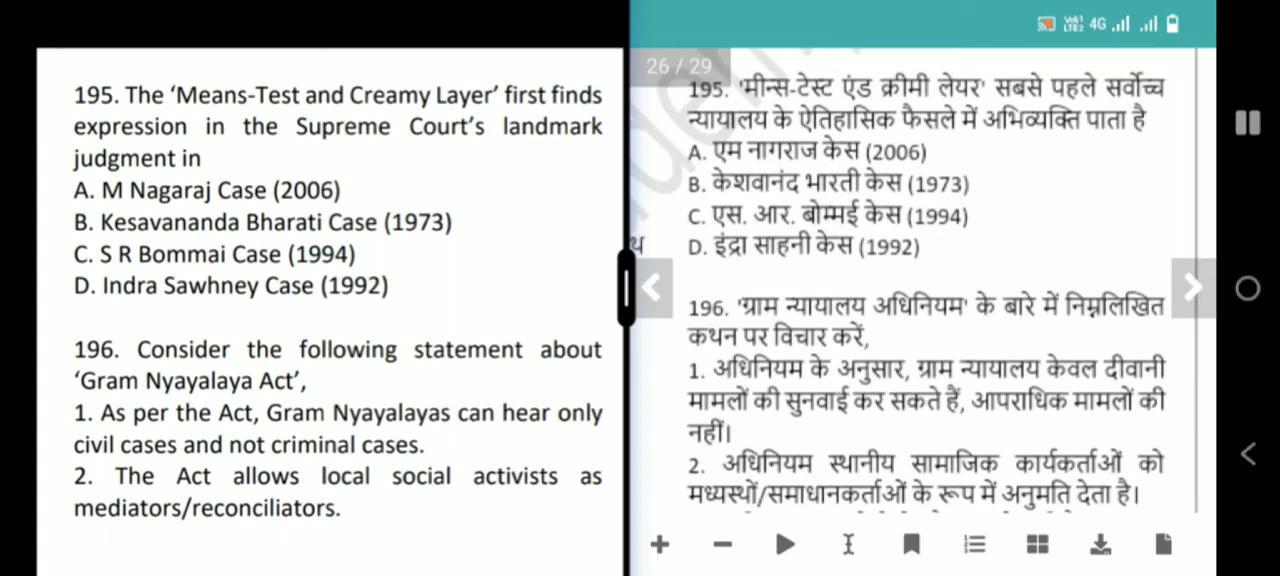 195. The ‘Means-Test and Creamy Layer’ first finds
expression in the Supreme Court’s landmark
judgment in
A. M Nagaraj Case (2006)
B. Kesavananda Bharati Case (1973)
C. S R Bommai Case (1994)
D. Indra Sawhney Case (1992)
196. Consider the following statement about
‘Gram Nyayalaya Act’,
1. As per the Act, Gram Nyayalayas can hear only
civil cases and not criminal cases.
2. The Act allows local social activists as
mediators/reconciliators.
4G
26 / 29
195. 'मीन्स-टेस्ट एंड क्रीमी लेयर' सबसे पहले सर्वोच्च
न्यायालय के ऐतिहासिक फैसले में अभिव्यक्ति पाता है
A. एम नागराज केस (2006)
B. केशवानंद भारती केस (1973)
C. एस. आर. बोम्मई केस (1994)
D. इंद्रा साहनी केस (1992)
196. 'ग्राम न्यायालय अधिनियम' के बारे में निम्नलिखित
कथन पर विचार करें,
1. अधिनियम के अनुसार, ग्राम न्यायालय केवल दीवानी
मामलों की सुनवाई कर सकते हैं, आपराधिक मामलों की
नहीं।
2. अधिनियम स्थानीय सामाजिक कार्यकर्ताओं को
मध्यस्थों/समाधानकर्ताओं के रूप में अनुमति देता है।